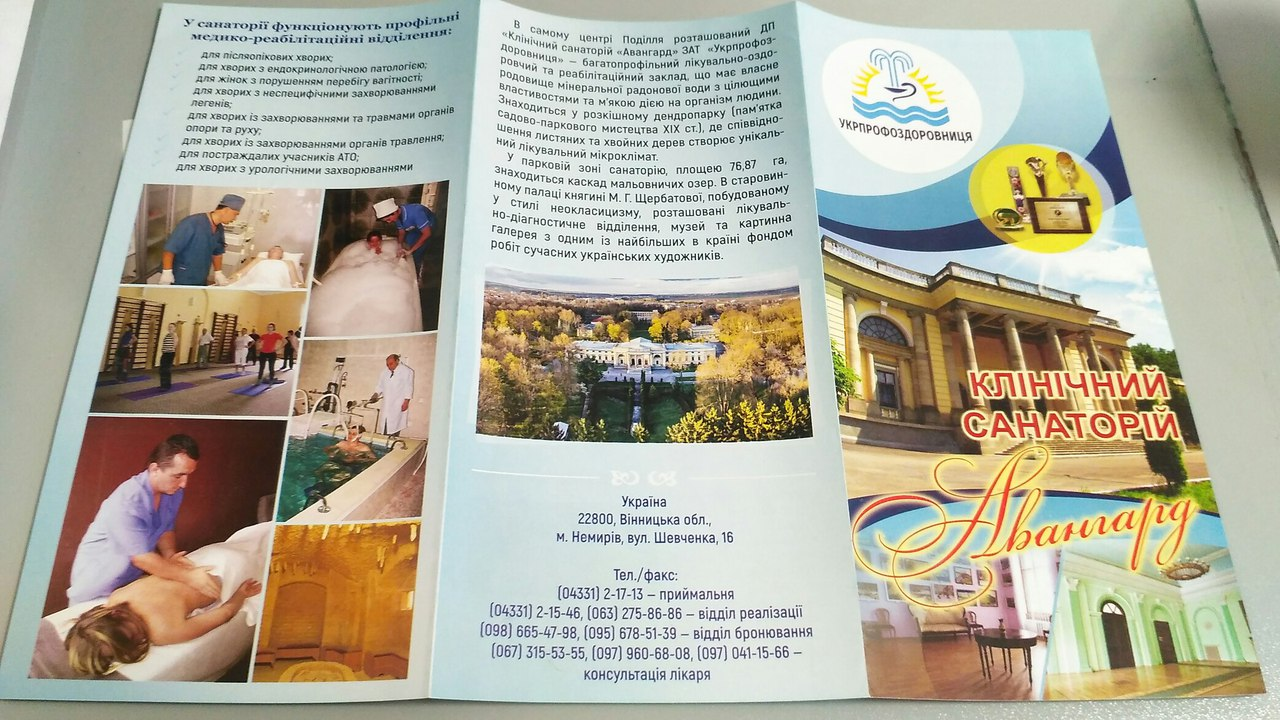 У санаторії функціонують профільні
медико-реабілітаційні відділення:
для післяопікових хворих;
для хворих з ендокринологічною патологією;
для жінок з порушенням перебігу вагітності;
для хворих з неспецифічними захворюваннями
легенів;
для хворих із захворюваннями та травмами органів
опори та руху;
для хворих із захворюваннями органів травлення;
для постраждалих учасників АТО;
для хворих з урологічними захворюваннями
В самому центрі Поділля розташований ДП
«Клінічний санаторій «Авангард» ЗАТ «Укрпрофоз-
доровниця» – багатопрофільний лікувально-оздо-
ровчий та реабілітаційний заклад, що має власне
родовище мінеральної радонової води з цілющими
властивостями та м'якою дією на організм людини.
Знаходиться у розкішному дендропарку (пам'ятка
садово-паркового мистецтва XIX ст.), де співвідно-
шення листяних та хвойних дерев створює унікаль-
ний лікувальний мікроклімат.
У парковій зоні санаторію, площею 76,87 га,
знаходиться каскад мальовничих озер. В старовин-
ному палаці княгині М. Г. Щербатової, побудованому
у стилі неокласицизму, розташовані лікуваль-
но-діагностичне відділення, музей та картинна
галерея з одним із найбільших в країні фондом
робіт сучасних українських художників.
Україна
22800, Вінницька обл.,
м. Немирів, вул. Шевченка, 16
Тел./факс:
(04331) 2-17-13 – приймальня
(04331) 2-15-46, (063) 275-86-86 – відділ реалізації
(098) 665-47-98, (095) 678-51-39 – відділ бронювання
(067) 315-53-55, (097) 960-68-08, (097) 041-15-66 –
консультація лікаря
УКРПРОФОЗДОРОВНИЦЯ
КЛІНІЧНИЙ
САНАТОРІЙ
Авангард